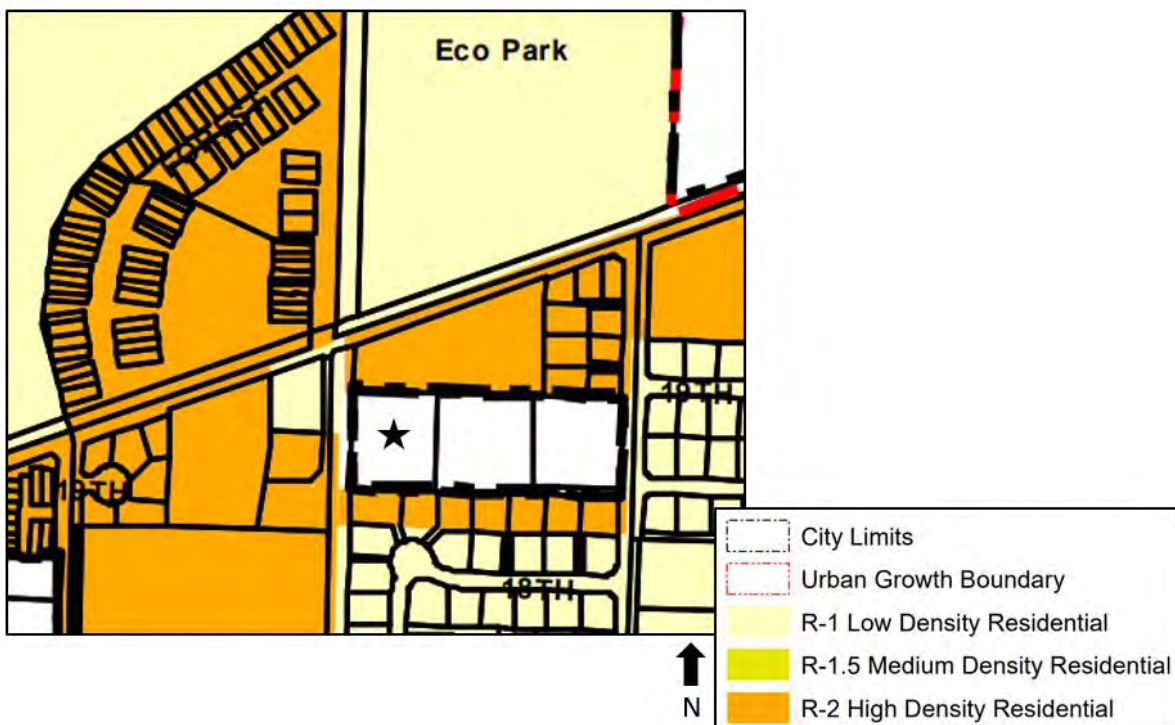 Eco Park
19TH
19TH
18TH
City Limits
Urban Growth Boundary
R-1 Low Density Residential
R-1.5 Medium Density Residential
N
R-2 High Density Residential